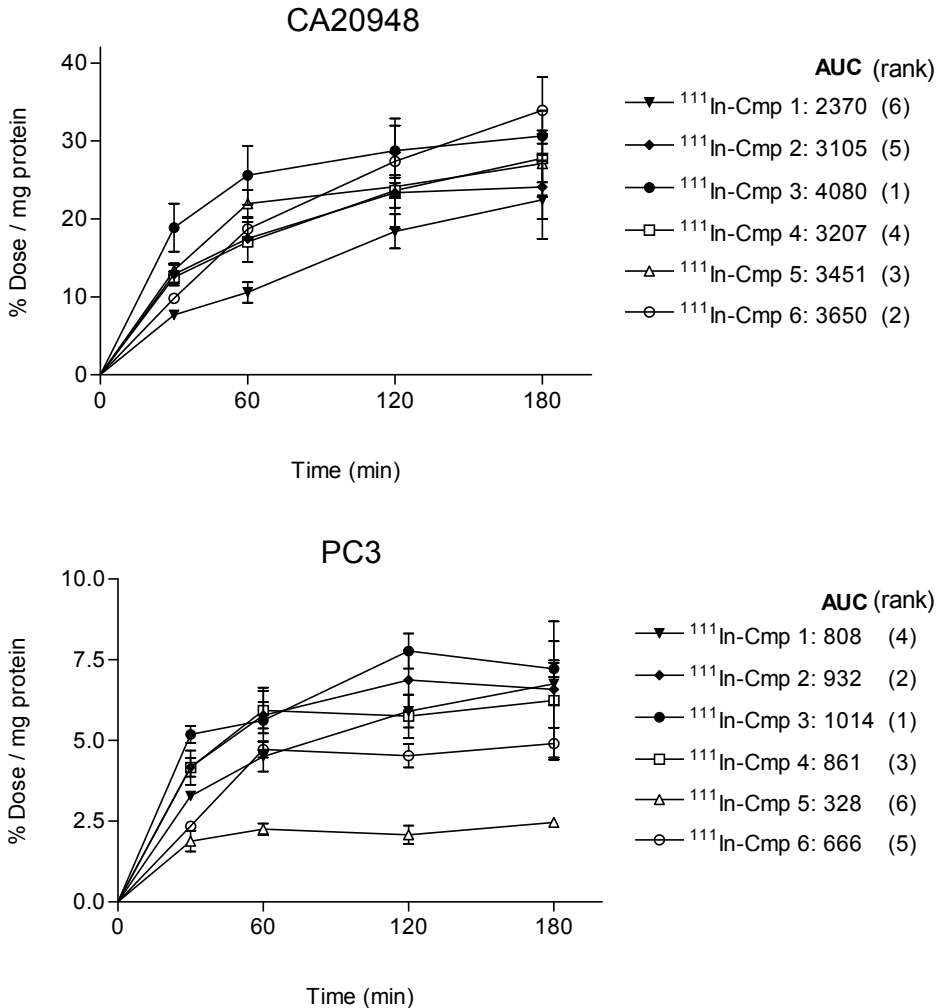 CA20948
% Dose / mg protein
40
30
20
10
0
0 60 120 180
Time (min)
AUC (rank)
¹¹¹In-Cmp 1: 2370 (6)
¹¹¹In-Cmp 2: 3105 (5)
¹¹¹In-Cmp 3: 4080 (1)
¹¹¹In-Cmp 4: 3207 (4)
¹¹¹In-Cmp 5: 3451 (3)
¹¹¹In-Cmp 6: 3650 (2)
PC3
% Dose / mg protein
10.0
7.5
5.0
2.5
0.0
0 60 120 180
Time (min)
AUC (rank)
¹¹¹In-Cmp 1: 808 (4)
¹¹¹In-Cmp 2: 932 (2)
¹¹¹In-Cmp 3: 1014 (1)
¹¹¹In-Cmp 4: 861 (3)
¹¹¹In-Cmp 5: 328 (6)
¹¹¹In-Cmp 6: 666 (5)